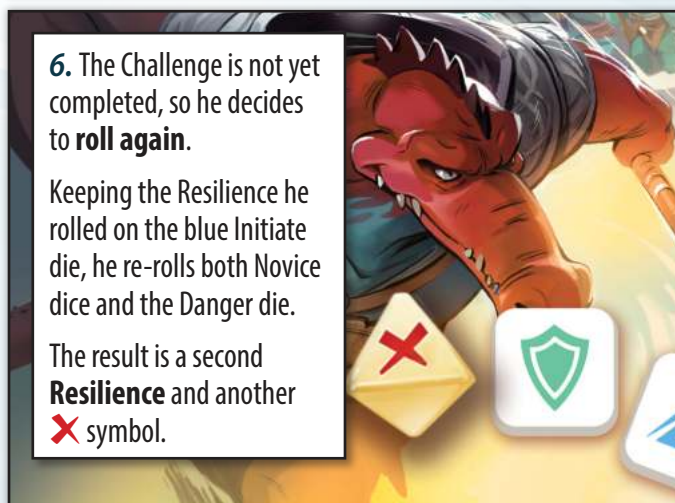 6. The Challenge is not yet
completed, so he decides
to roll again.
Keeping the Resilience he
rolled on the blue Initiate
die, he re-rolls both Novice
dice and the Danger die.
The result is a second
Resilience and another
❌ symbol.